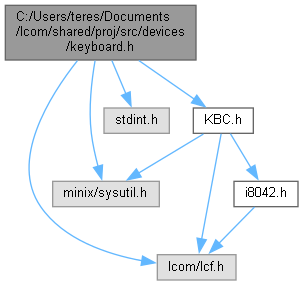 C:/Users/teres/Documents
/lcom/shared/proj/src/devices
/keyboard.h
stdint.h
KBC.h
minix/sysutil.h
i8042.h
lcom/lcf.h